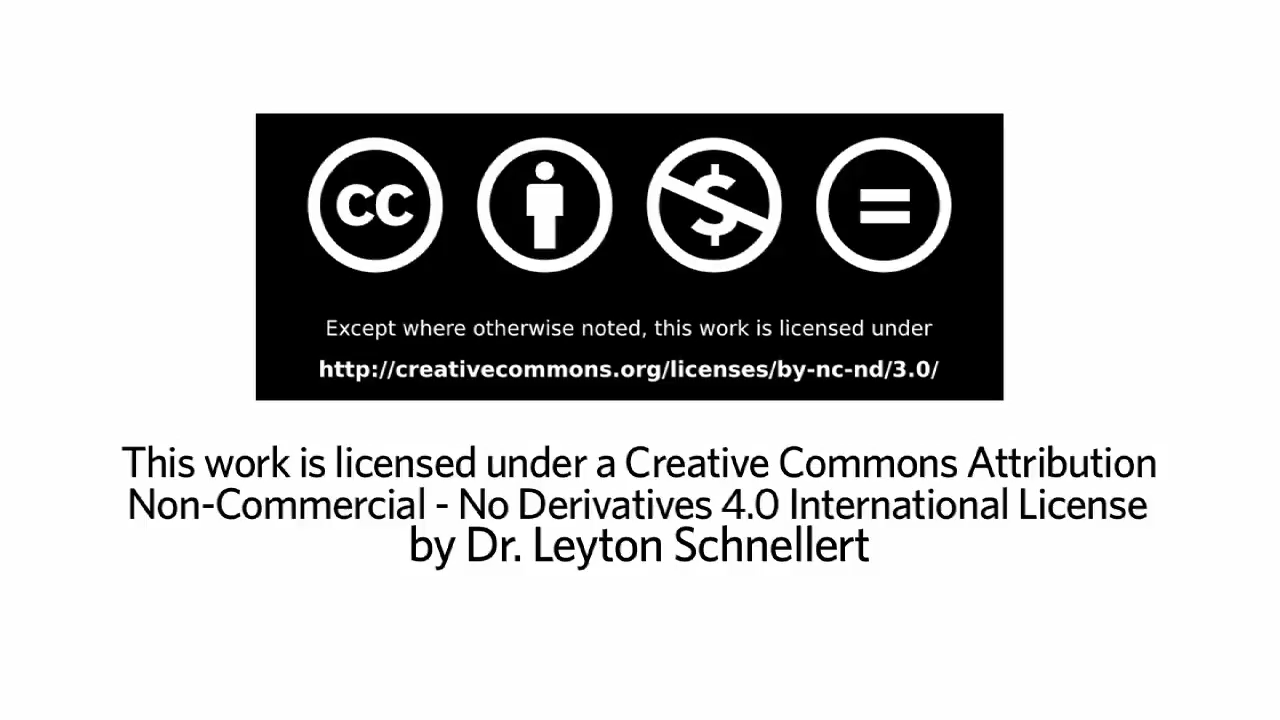 cc
Except where otherwise noted, this work is licensed under
http://creativecommons.org/licenses/by-nc-nd/3.0/
This work is licensed under a Creative Commons Attribution
Non-Commercial - No Derivatives 4.0 International License
by Dr. Leyton Schnellert